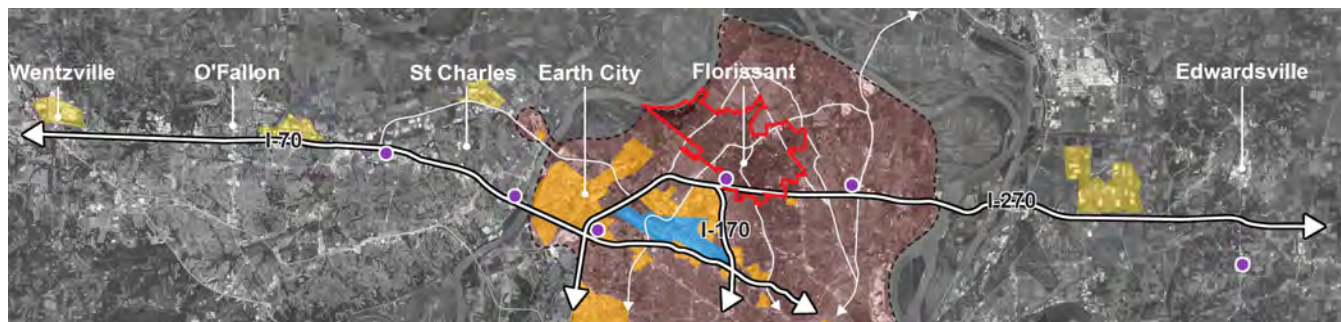 Wentzville
O'Fallon
St Charles
Earth City
Florissant
Edwardsville
I-70
I-270
I-170